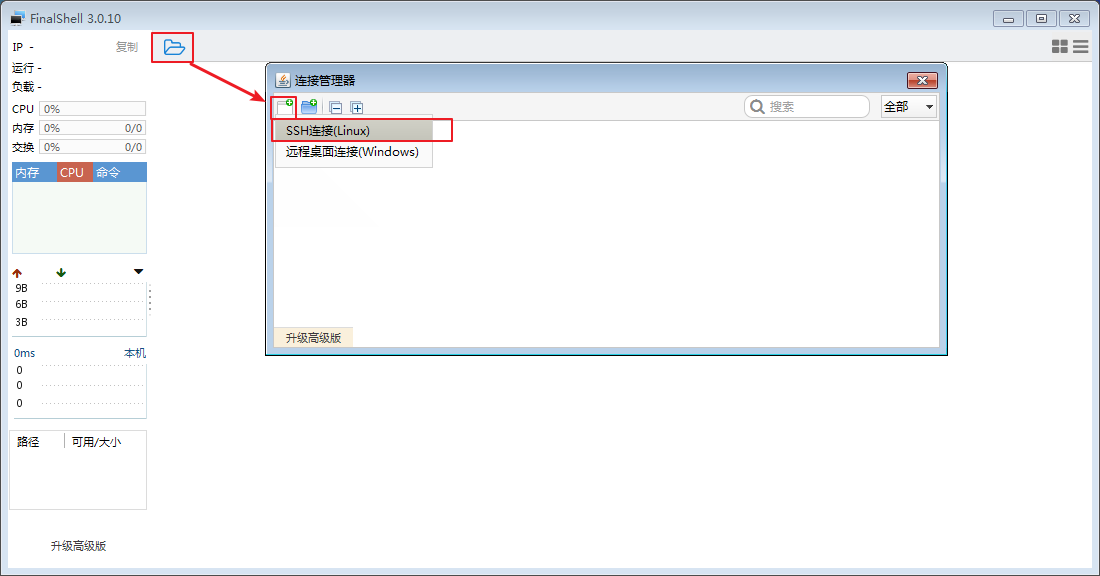 FinalShell 3.0.10
IP -
复制
运行 -
负载 -
CPU 0%
内存 0% 0/0
交换 0% 0/0
内存 CPU 命令
9B
6B
3B
0ms 本机
0
0
0
路径 可用/大小
升级高级版
连接管理器
搜索
全部
SSH连接(Linux)
远程桌面连接(Windows)
升级高级版